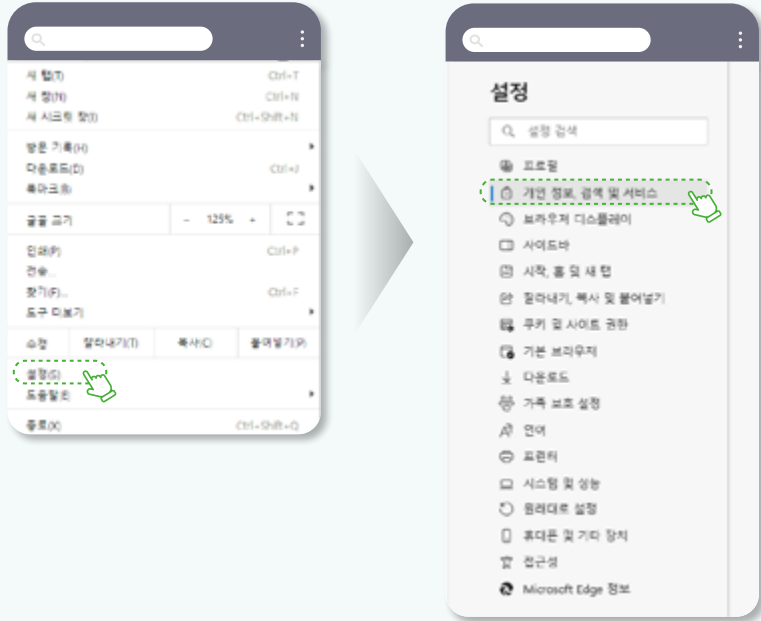 새 탭(T) Ctrl+T
새 창(N) Ctrl+N
새 시크릿 창(I) Ctrl+Shift+N
방문 기록(H)
다운로드(D) Ctrl+J
북마크(B)
글꼴 크기 - 125% +
인쇄(P) Ctrl+P
전송...
찾기(F)... Ctrl+F
도구 더보기
수정 잘라내기(T) 복사(C) 붙여넣기(P)
설정(S)
도움말(E)
종료(X) Ctrl+Shift+Q
설정
설정 검색
프로필
개인 정보, 검색 및 서비스
브라우저 디스플레이
사이드바
시작, 홈 및 새 탭
잘라내기, 복사 및 붙여넣기
쿠키 및 사이트 권한
기본 브라우저
다운로드
가족 보호 설정
언어
프린터
시스템 및 성능
원래대로 설정
휴대폰 및 기타 장치
접근성
Microsoft Edge 정보